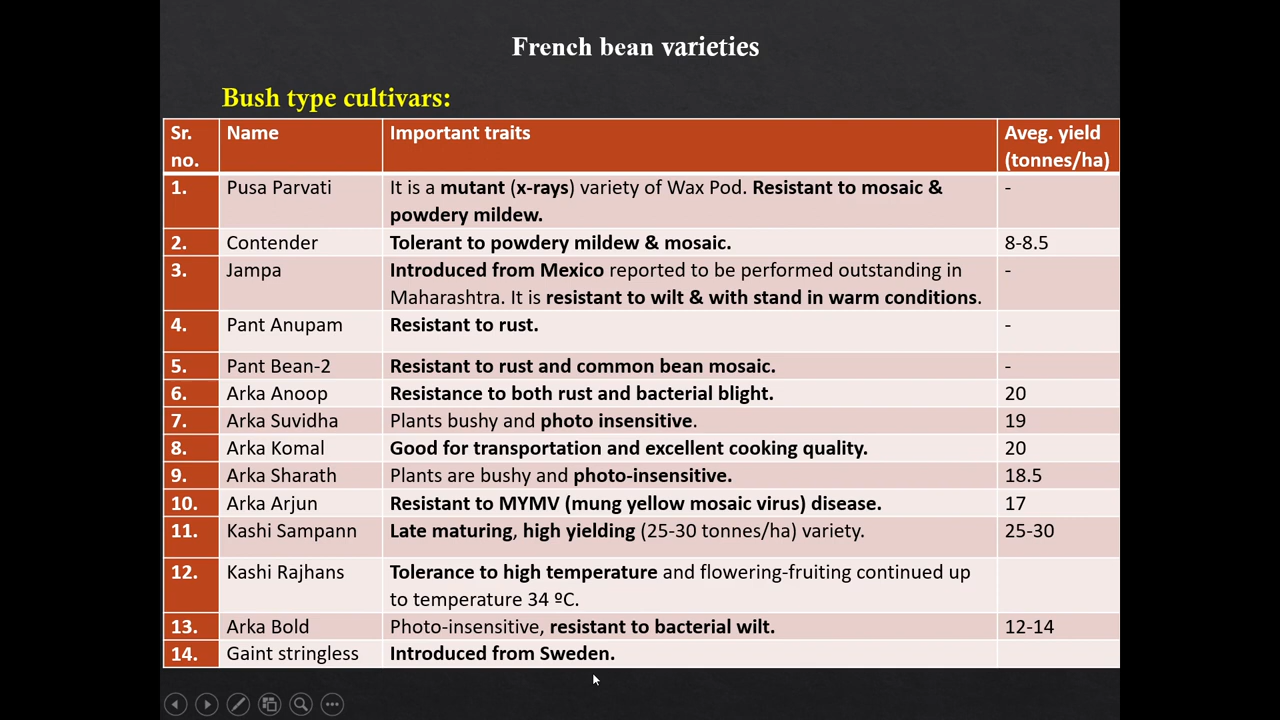 French bean varieties
Bush type cultivars:
Sr. no. Name Important traits Aveg. yield (tonnes/ha)
1. Pusa Parvati It is a mutant (x-rays) variety of Wax Pod. Resistant to mosaic & powdery mildew. -
2. Contender Tolerant to powdery mildew & mosaic. 8-8.5
3. Jampa Introduced from Mexico reported to be performed outstanding in Maharashtra. It is resistant to wilt & with stand in warm conditions. -
4. Pant Anupam Resistant to rust. -
5. Pant Bean-2 Resistant to rust and common bean mosaic. -
6. Arka Anoop Resistance to both rust and bacterial blight. 20
7. Arka Suvidha Plants bushy and photo insensitive. 19
8. Arka Komal Good for transportation and excellent cooking quality. 20
9. Arka Sharath Plants are bushy and photo-insensitive. 18.5
10. Arka Arjun Resistant to MYMV (mung yellow mosaic virus) disease. 17
11. Kashi Sampann Late maturing, high yielding (25-30 tonnes/ha) variety. 25-30
12. Kashi Rajhans Tolerance to high temperature and flowering-fruiting continued up to temperature 34 ºC.
13. Arka Bold Photo-insensitive, resistant to bacterial wilt. 12-14
14. Gaint stringless Introduced from Sweden.